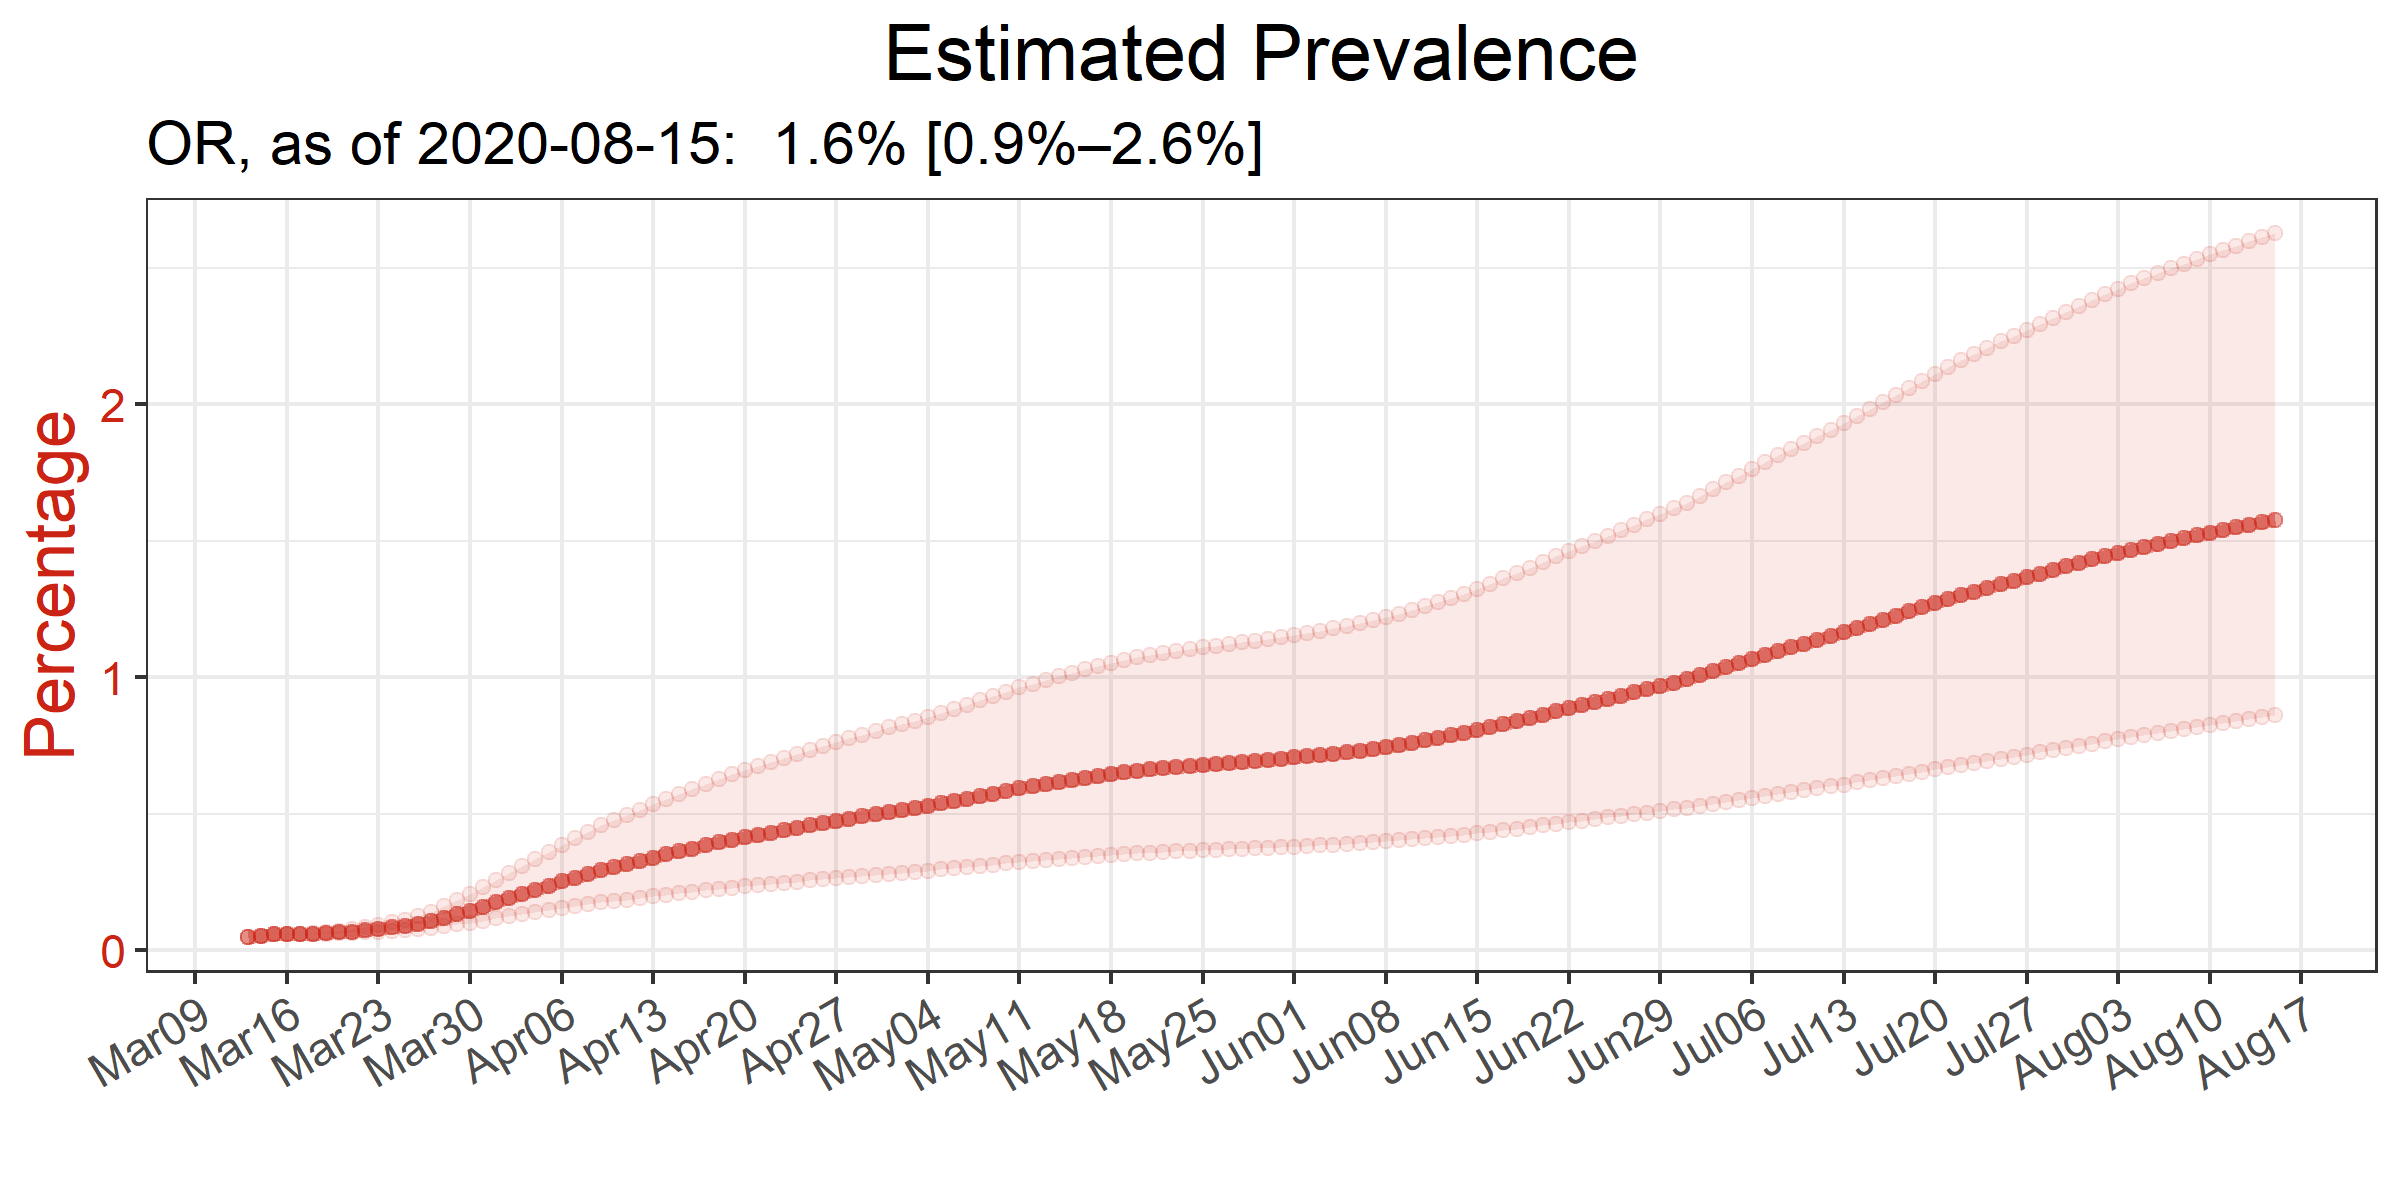 Estimated Prevalence
OR, as of 2020-08-15:  1.6% [0.9%–2.6%]
Percentage
2
1
0
Mar09
Mar16
Mar23
Mar30
Apr06
Apr13
Apr20
Apr27
May04
May11
May18
May25
Jun01
Jun08
Jun15
Jun22
Jun29
Jul06
Jul13
Jul20
Jul27
Aug03
Aug10
Aug17